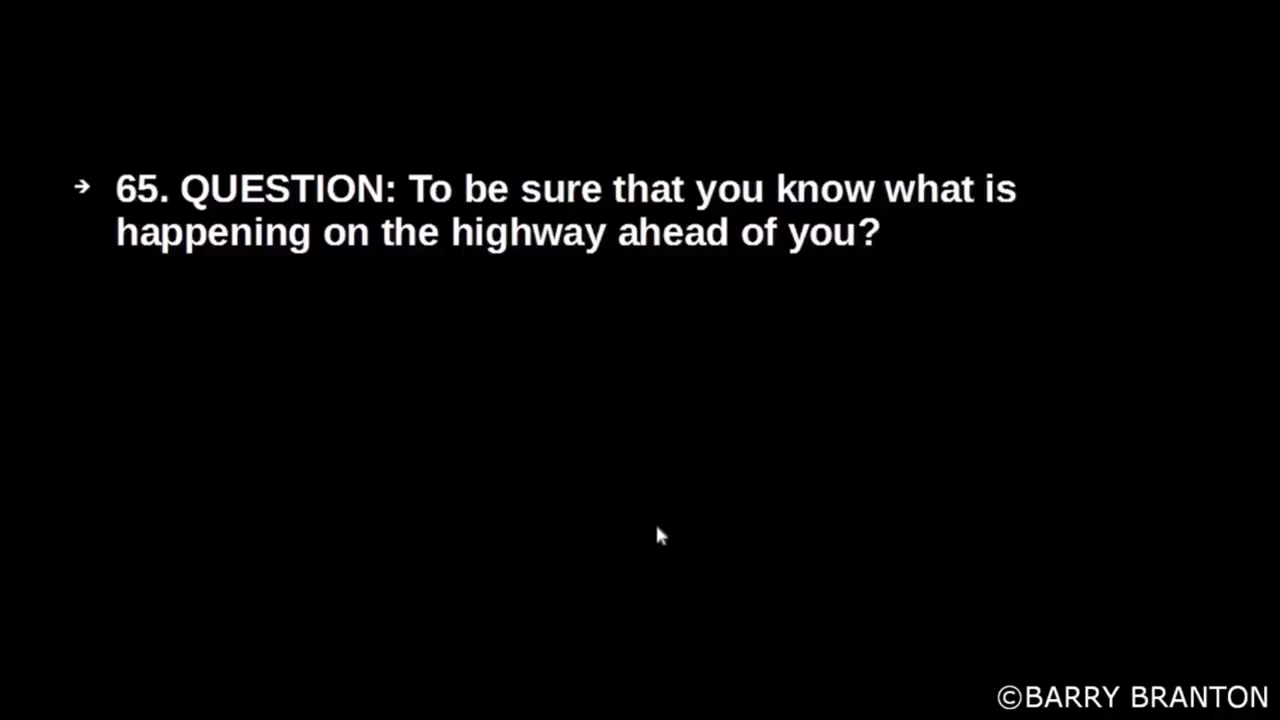 → 65. QUESTION: To be sure that you know what is
happening on the highway ahead of you?
©BARRY BRANTON